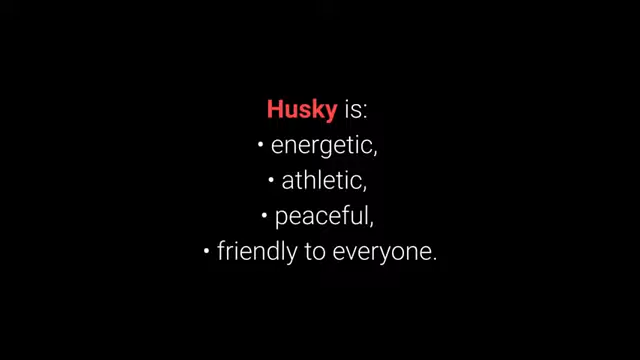 Husky is:
• energetic,
• athletic,
• peaceful,
• friendly to everyone.